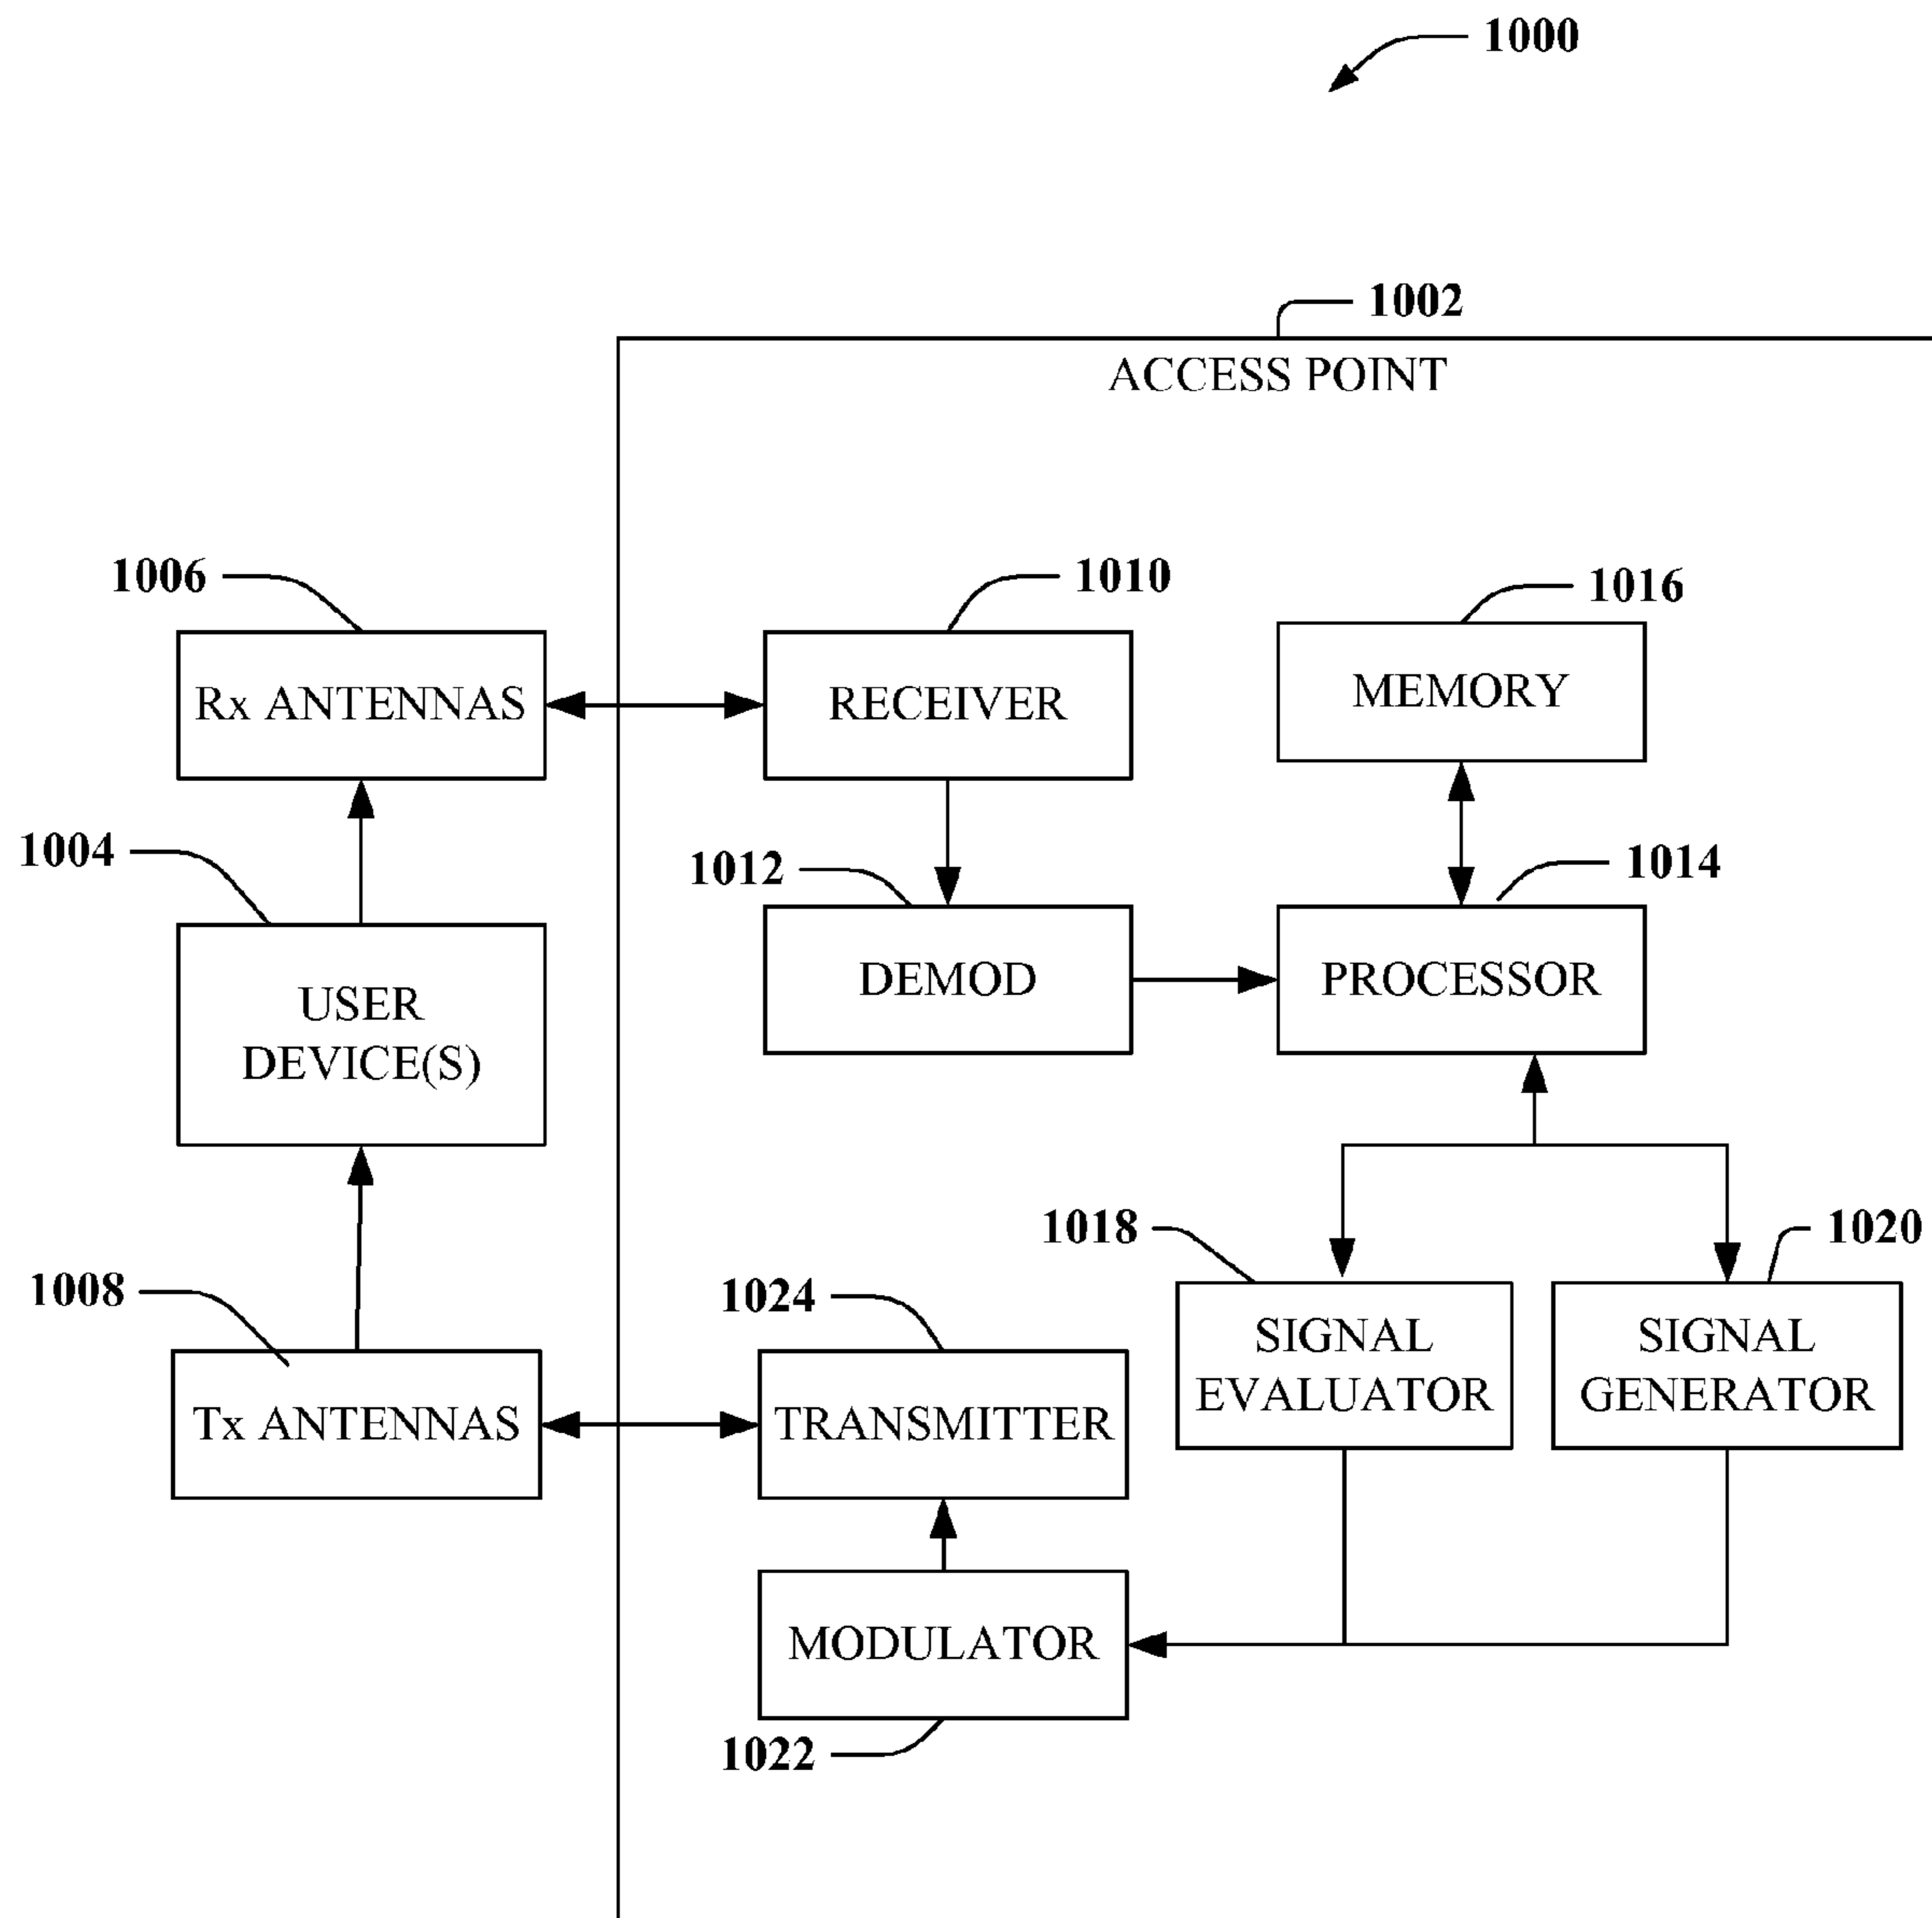 1000
1002
ACCESS POINT
1006
1010
1016
Rx ANTENNAS
RECEIVER
MEMORY
1004
1012
1014
USER
DEVICE(S)
DEMOD
PROCESSOR
1018
1020
1008
1024
SIGNAL
EVALUATOR
SIGNAL
GENERATOR
Tx ANTENNAS
TRANSMITTER
MODULATOR
1022